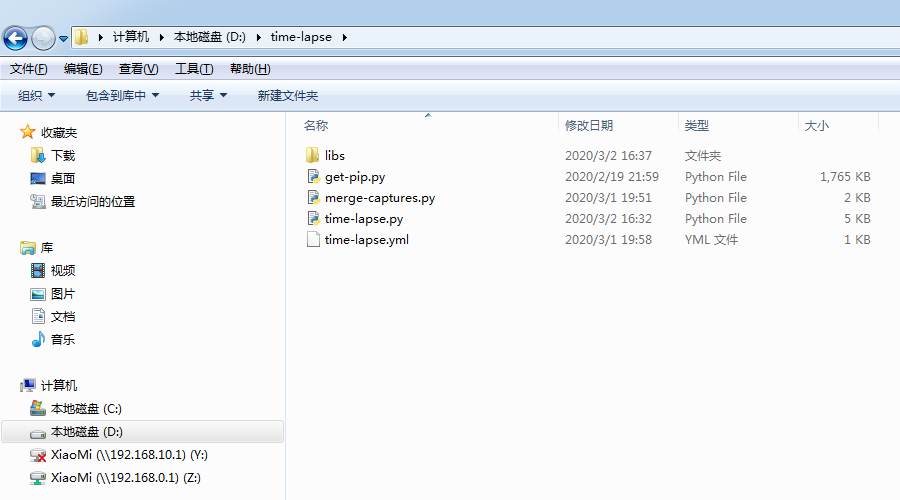 计算机 本地磁盘 (D:) time-lapse
文件(F) 编辑(E) 查看(V) 工具(T) 帮助(H)
组织 包含到库中 共享 新建文件夹
收藏夹
下载
桌面
最近访问的位置
库
视频
图片
文档
音乐
计算机
本地磁盘 (C:)
本地磁盘 (D:)
XiaoMi (\\192.168.10.1) (Y:)
XiaoMi (\\192.168.0.1) (Z:)
名称 修改日期 类型 大小
libs 2020/3/2 16:37 文件夹
get-pip.py 2020/2/19 21:59 Python File 1,765 KB
merge-captures.py 2020/3/1 19:51 Python File 2 KB
time-lapse.py 2020/3/2 16:32 Python File 5 KB
time-lapse.yml 2020/3/1 19:58 YML 文件 1 KB